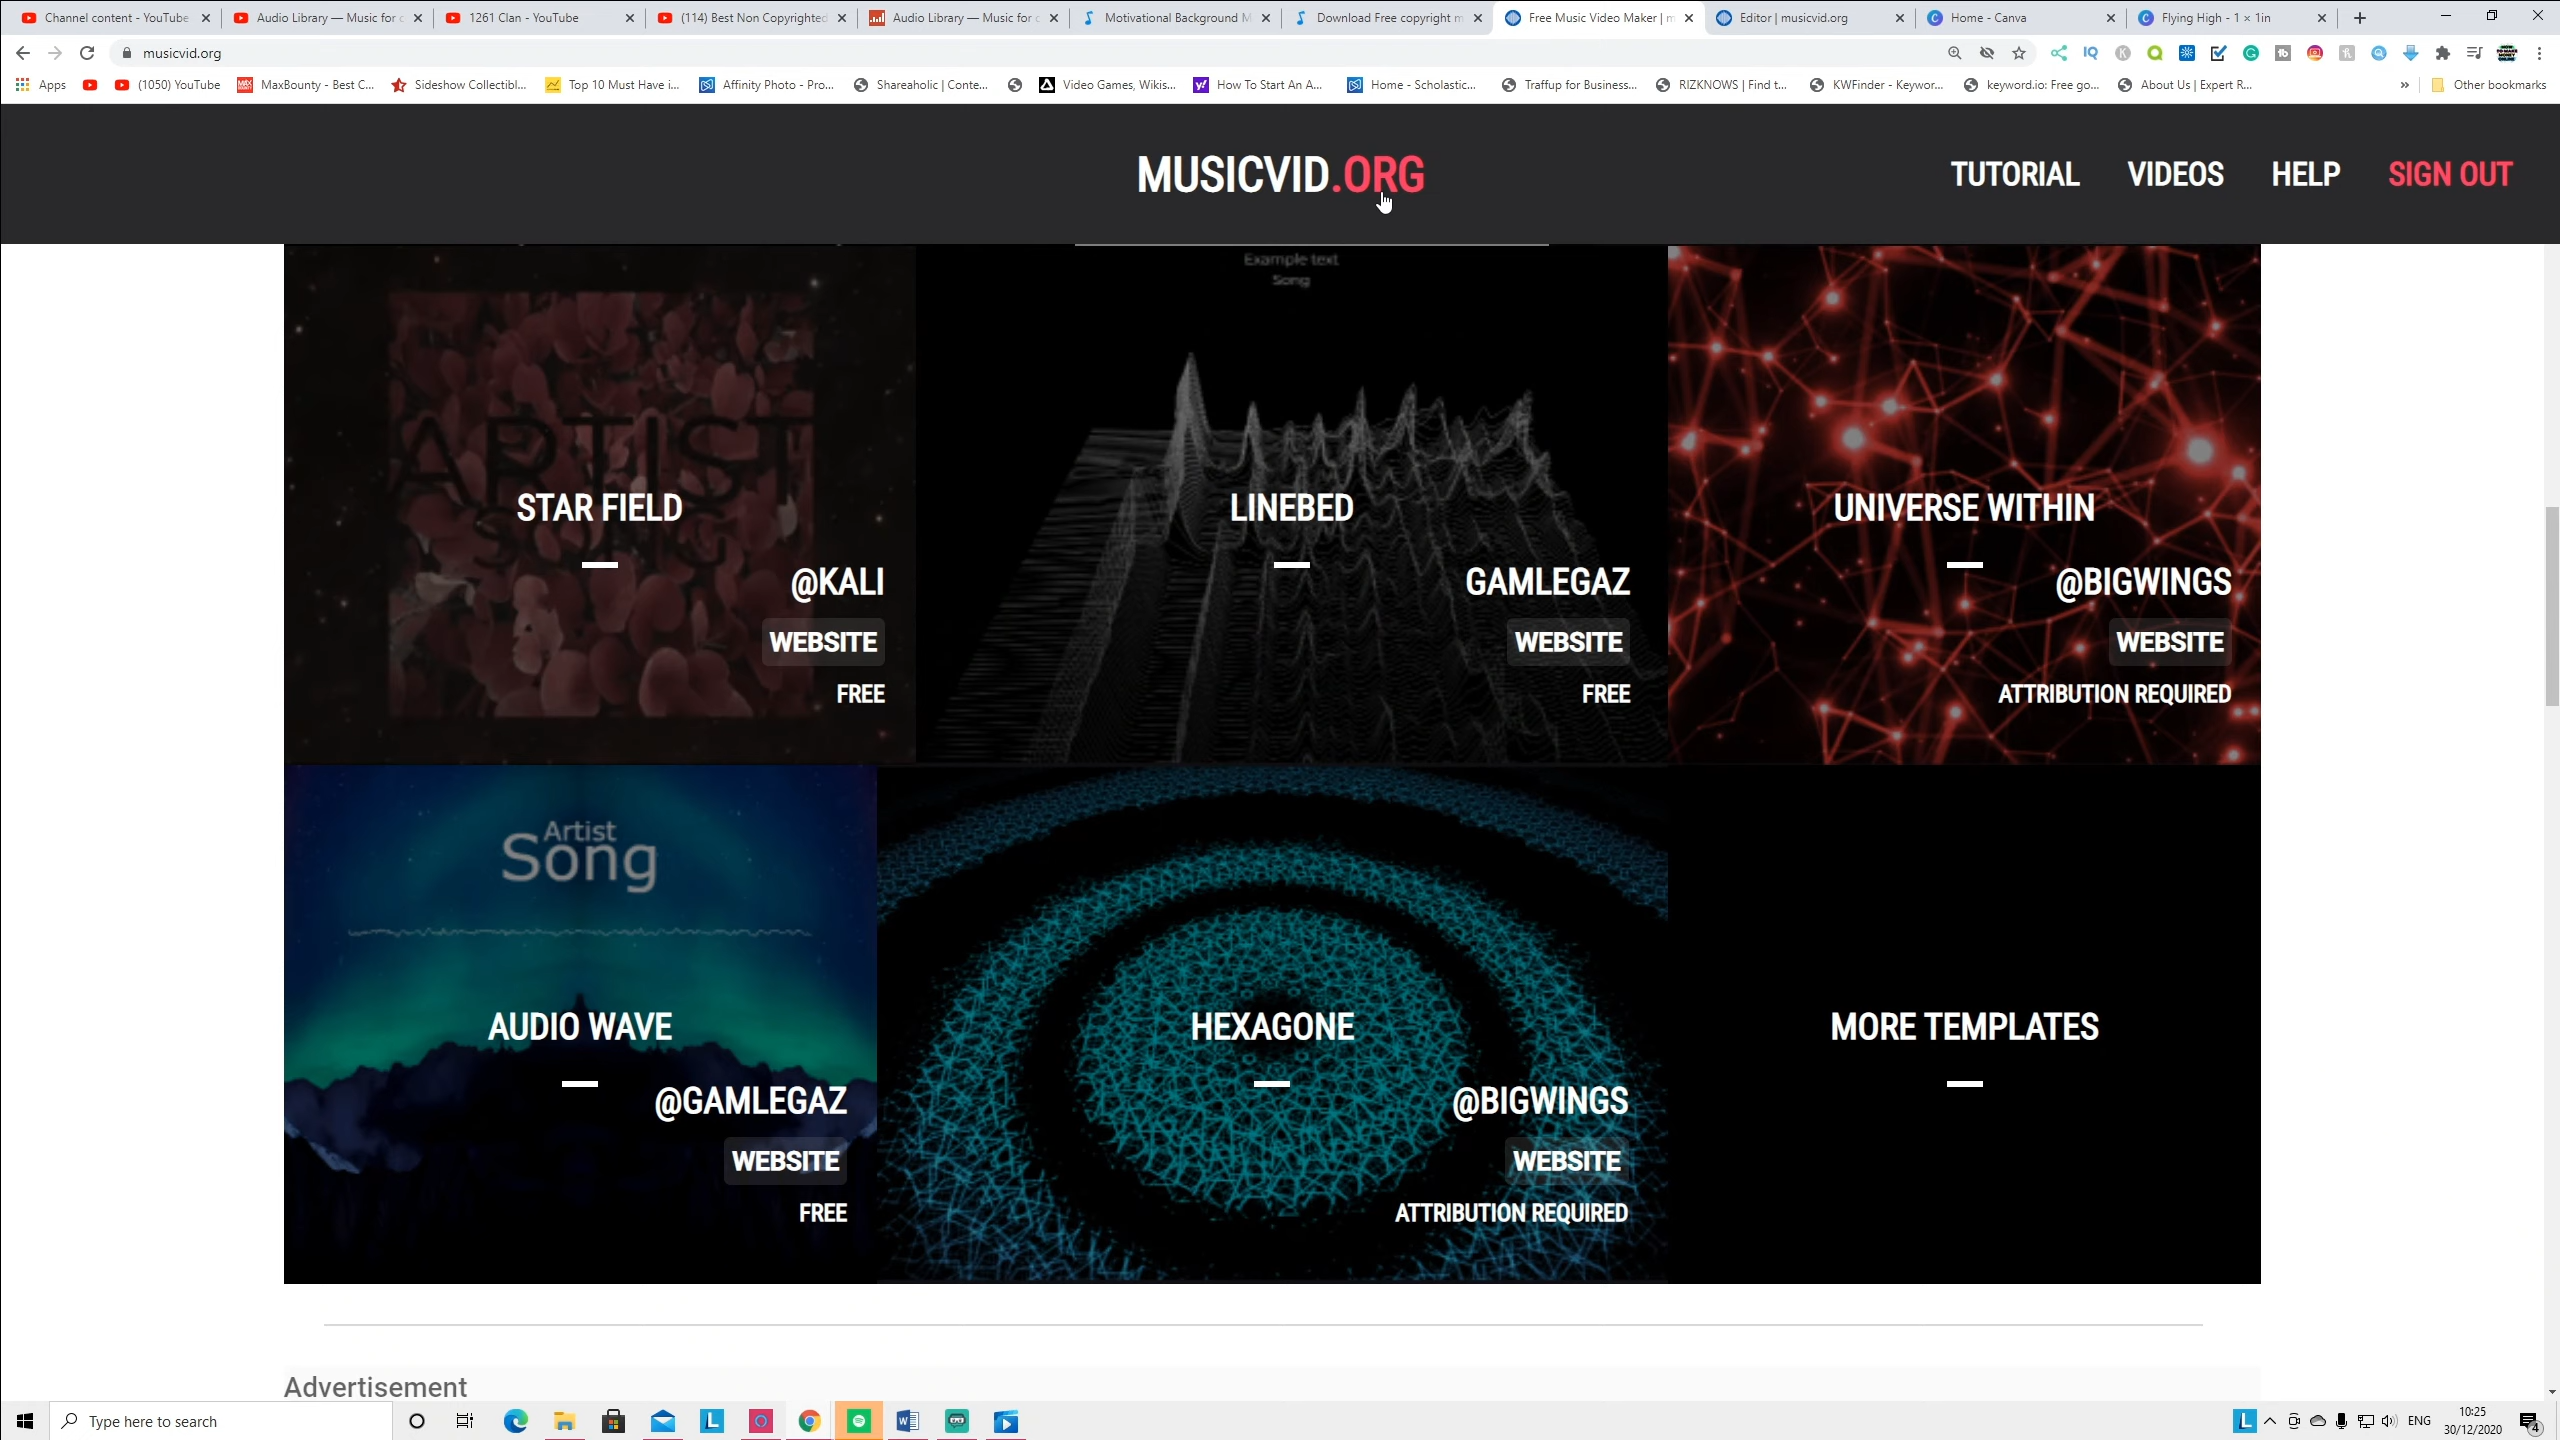 Channel content - YouTube
Audio Library — Music for c
1261 Clan - YouTube
(114) Best Non Copyrighted
Audio Library — Music for c
Motivational Background M
Download Free copyright m
Free Music Video Maker | m
Editor | musicvid.org
Home - Canva
Flying High - 1 × 1in
musicvid.org
Apps
(1050) YouTube
MaxBounty - Best C...
Sideshow Collectibl...
Top 10 Must Have i...
Affinity Photo - Pro...
Shareaholic | Conte...
Video Games, Wikis...
How To Start An A...
Home - Scholastic...
Traffup for Business...
RIZKNOWS | Find t...
KWFinder - Keywor...
keyword.io: Free go...
About Us | Expert R...
»
Other bookmarks
MUSICVID.ORG
TUTORIAL
VIDEOS
HELP
SIGN OUT
ARTIST
SONG
STAR FIELD
@KALI
WEBSITE
FREE
Example text
Song
LINEBED
GAMLEGAZ
WEBSITE
FREE
UNIVERSE WITHIN
@BIGWINGS
WEBSITE
ATTRIBUTION REQUIRED
Artist
Song
AUDIO WAVE
@GAMLEGAZ
WEBSITE
FREE
HEXAGONE
@BIGWINGS
WEBSITE
ATTRIBUTION REQUIRED
MORE TEMPLATES
Advertisement
Type here to search
ENG
10:25
30/12/2020
4